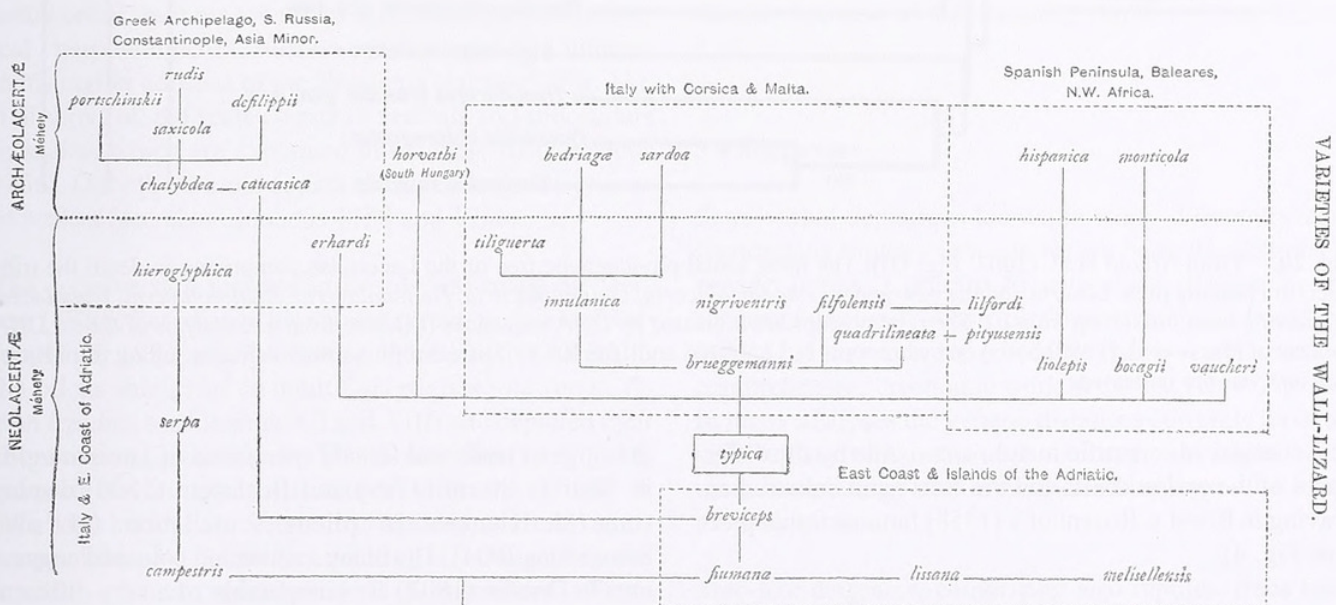 Greek Archipelago, S. Russia,
Constantinople, Asia Minor.
Italy with Corsica & Malta.
Spanish Peninsula, Baleares,
N.W. Africa.
ARCHÆOLACERTÆ
Méhely
rudis
portschinskii
defilippii
saxicola
chalybdea
caucasica
horvathi
(South Hungary)
bedriagæ
sardoa
hispanica
monticola
VARIETIES OF THE WALL-LIZARD
NEOLACERTÆ
Méhely
Italy & E. Coast of Adriatic.
erhardi
tiliguerta
hieroglyphica
insulanica
nigriventris
filfolensis
lilfordi
quadrilineata
pityusensis
brueggemanni
liolepis
bocagii
vaucheri
serpa
typica
East Coast & Islands of the Adriatic.
breviceps
campestris
fiumana
lissana
melisellensis